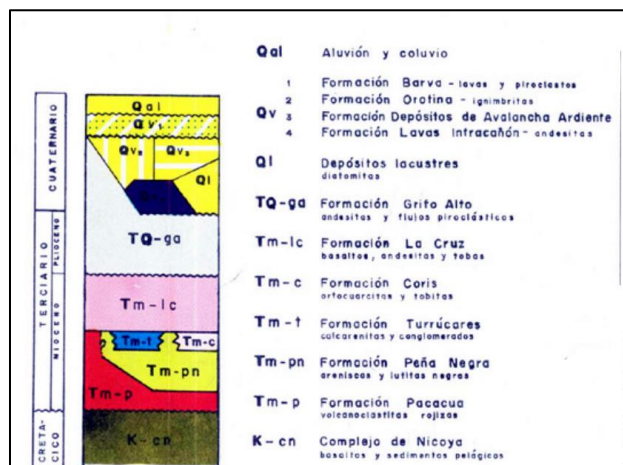 Qal Aluvión y coluvio
1 Formación Barva - lavas y piroclastos
2 Formación Orotina - ignimbritas
Qv 3 Formación Depósitos de Avalancha Ardiente
4 Formación Lavas Intracañón - andesitas
Ql Depósitos lacustres
diatomitas
TQ-ga Formación Grifo Alto
andesitas y flujos piroclásticos
Tm-lc Formación La Cruz
basaltos, andesitas y tobas
Tm-c Formación Coris
ortocuarcitas y tobitas
Tm-t Formación Turrúcares
calcarenitas y conglomerados
Tm-pn Formación Peña Negra
areniscas y lutitas negras
Tm-p Formación Pacacua
volcanoclastitas rojizas
K-cn Complejo de Nicoya
basaltos y sedimentos pelágicos
CUATERNARIO
TERCIARIO
PLIOCENO
MIOCENO
CRETA-
CICO
Qal
Qv1
Qv2 Qv3
Ql
TQ-ga
Tm-lc
Tm-t Tm-c
Tm-pn
Tm-p
K-cn